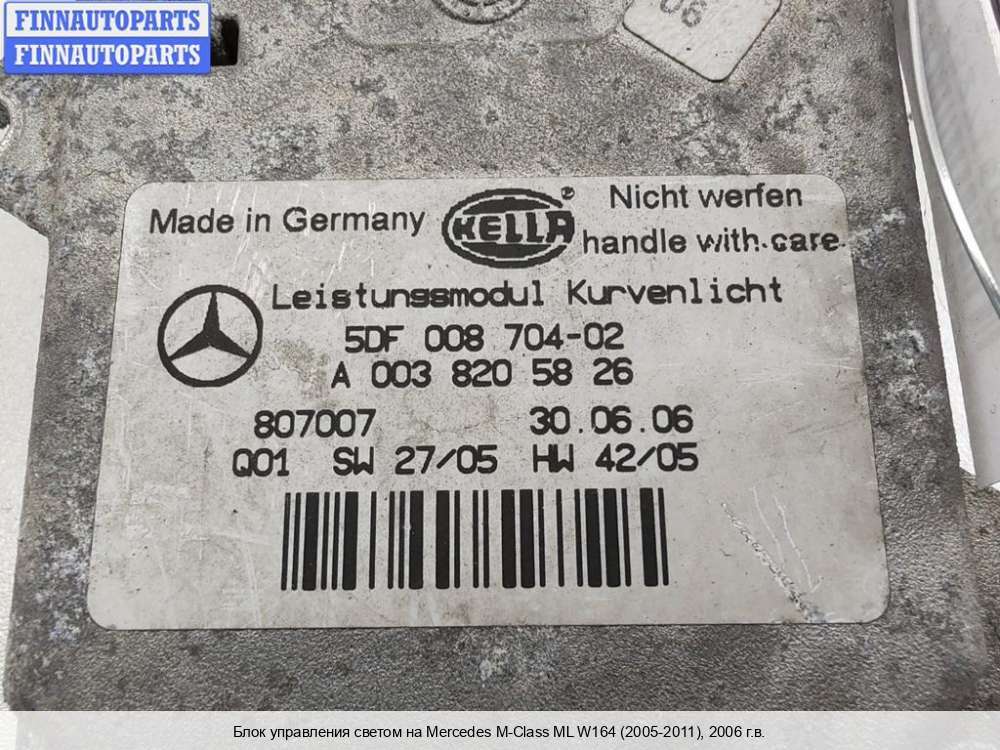 FINNAUTOPARTS
FINNAUTOPARTS
06
Made in Germany
HELLA
®
Nicht werfen
handle with care
Leistungsmodul Kurvenlicht
5DF 008 704-02
A 003 820 58 26
807007 30.06.06
Q01 SW 27/05 HW 42/05
Блок управления светом на Mercedes M-Class ML W164 (2005-2011), 2006 г.в.